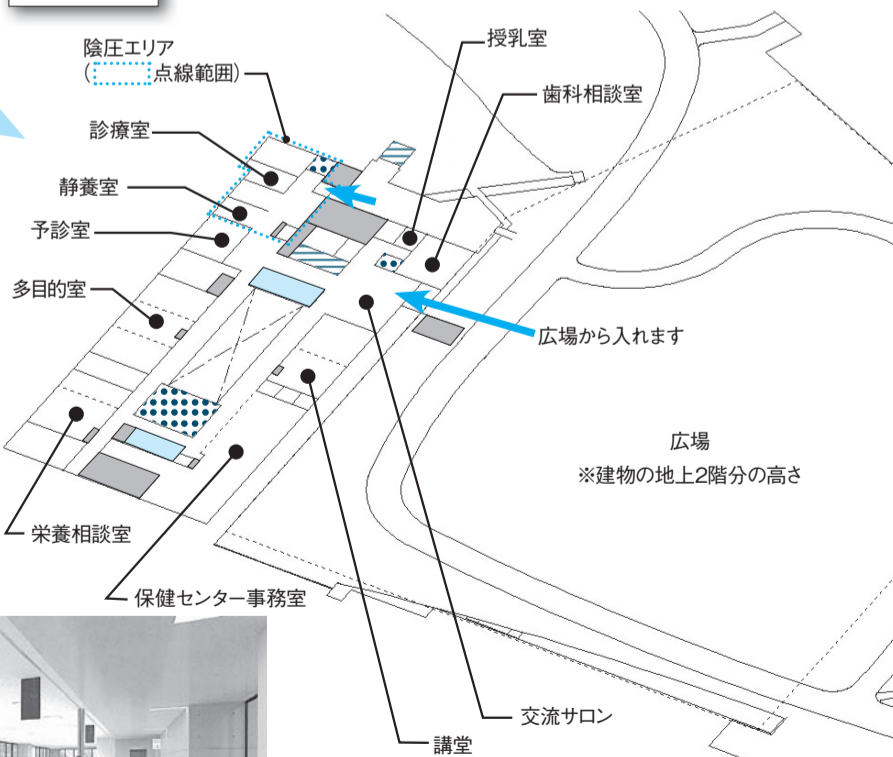 陰圧エリア
(点線範囲)
診療室
静養室
予診室
多目的室
栄養相談室
保健センター事務室
授乳室
歯科相談室
広場から入れます
広場
※建物の地上2階分の高さ
交流サロン
講堂